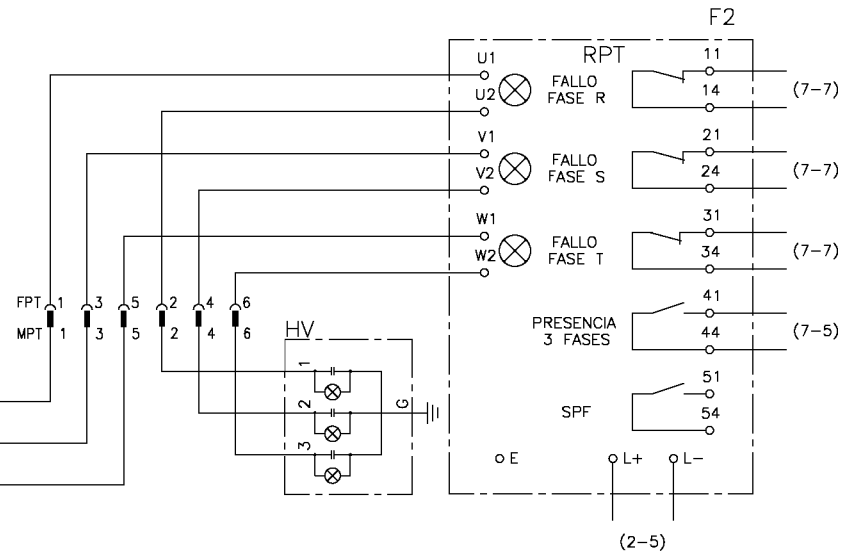 F2
RPT
U1
U2
FALLO
FASE R
11
14
(7-7)
V1
V2
FALLO
FASE S
21
24
(7-7)
W1
W2
FALLO
FASE T
31
34
(7-7)
FPT 1 3 5 2 4 6
MPT 1 3 5 2 4 6
PRESENCIA
3 FASES
41
44
(7-5)
HV
1
2
3
G
SPF
51
54
E
L+
L-
(2-5)